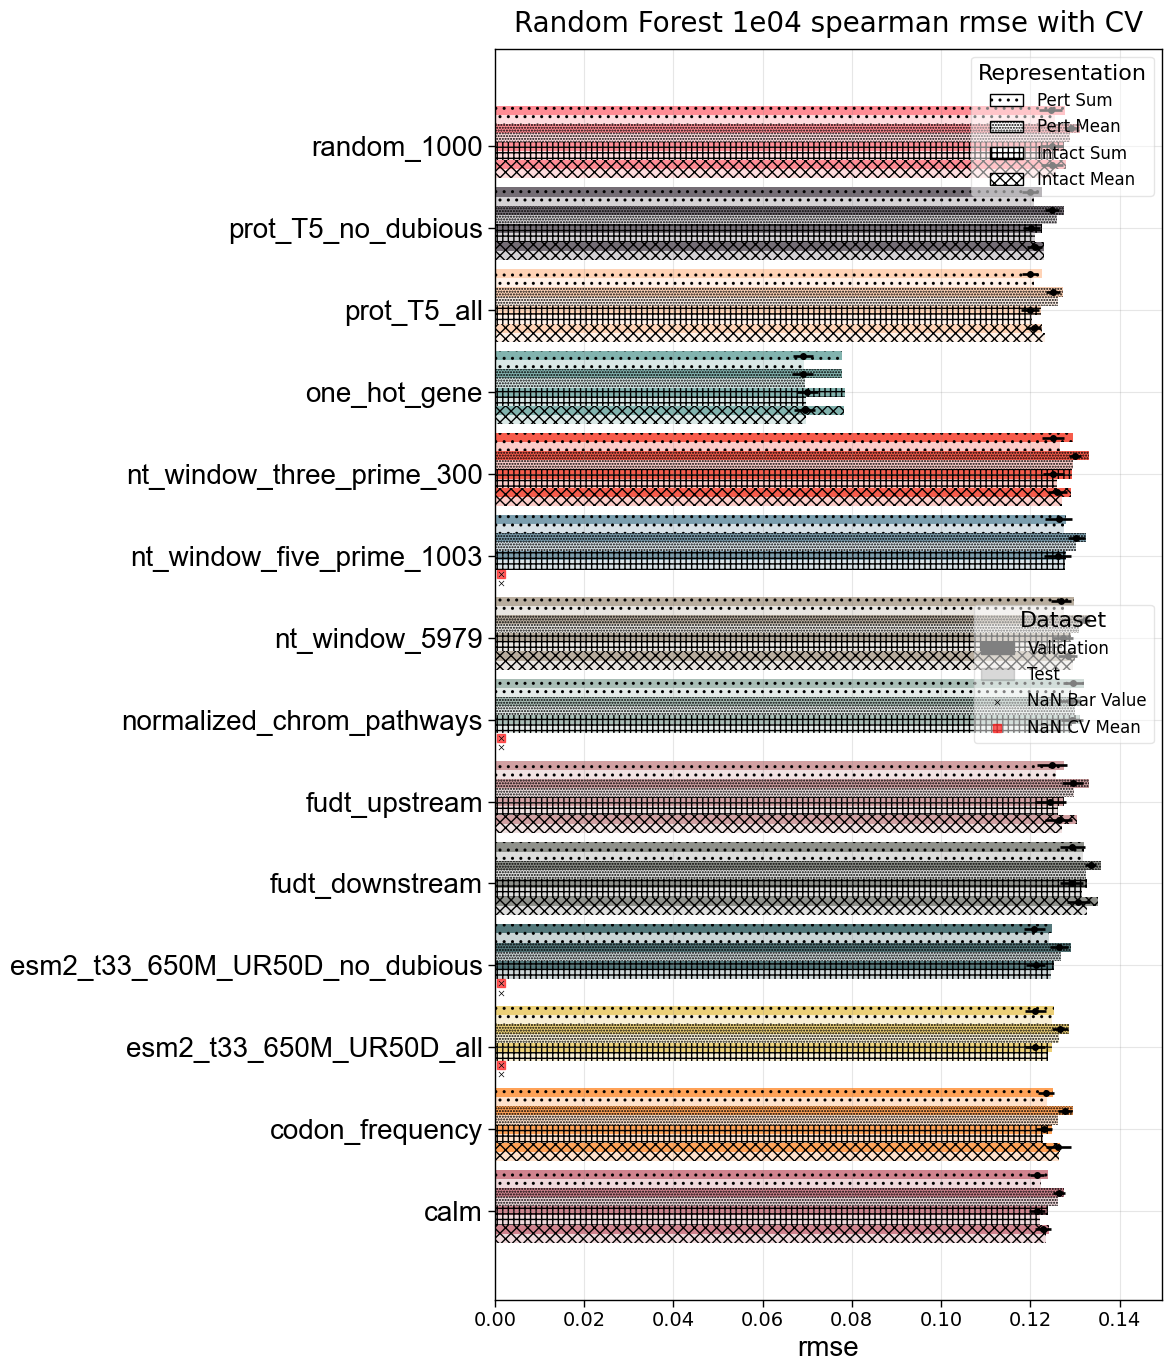 Random Forest 1e04 spearman rmse with CV
Representation
Pert Sum
Pert Mean
Intact Sum
Intact Mean
random_1000
prot_T5_no_dubious
prot_T5_all
one_hot_gene
nt_window_three_prime_300
nt_window_five_prime_1003
nt_window_5979
Dataset
Validation
Test
NaN Bar Value
NaN CV Mean
normalized_chrom_pathways
fudt_upstream
fudt_downstream
esm2_t33_650M_UR50D_no_dubious
esm2_t33_650M_UR50D_all
codon_frequency
calm
0.00 0.02 0.04 0.06 0.08 0.10 0.12 0.14
rmse